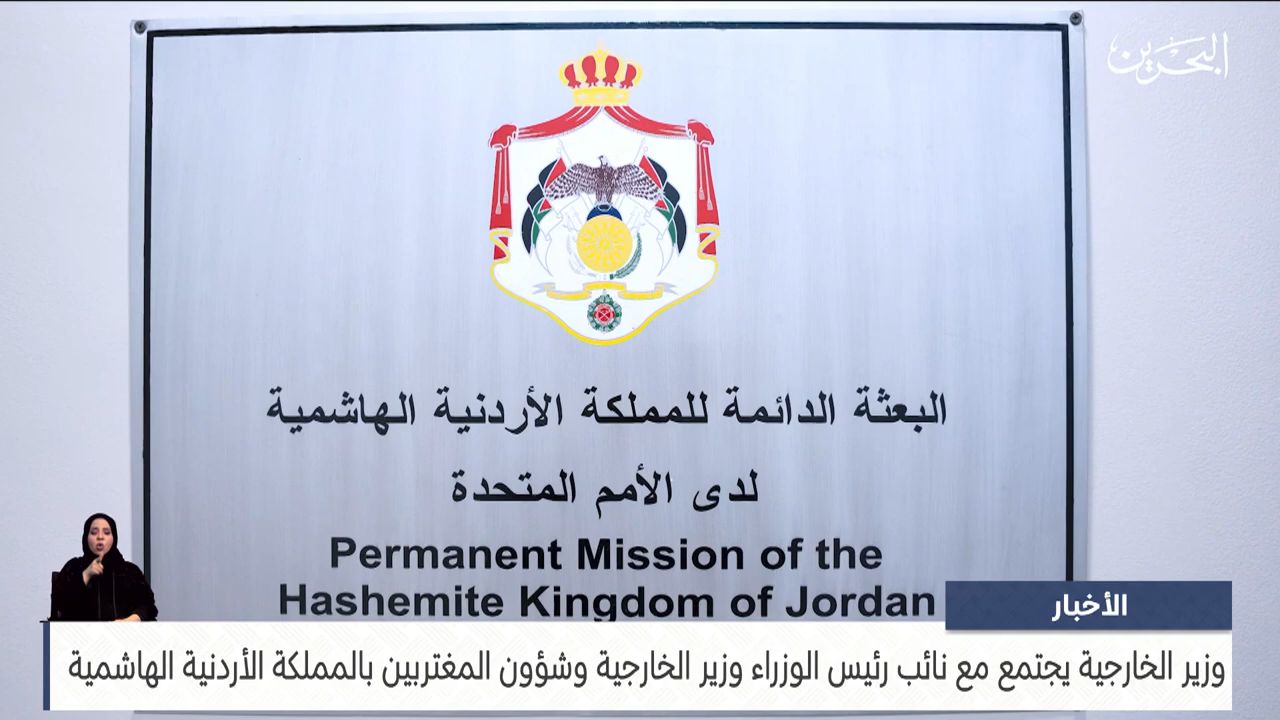 البحرين
البعثة الدائمة للمملكة الأردنية الهاشمية
لدى الأمم المتحدة
Permanent Mission of the
Hashemite Kingdom of Jordan
الأخبار
وزير الخارجية يجتمع مع نائب رئيس الوزراء وزير الخارجية وشؤون المغتربين بالمملكة الأردنية الهاشمية